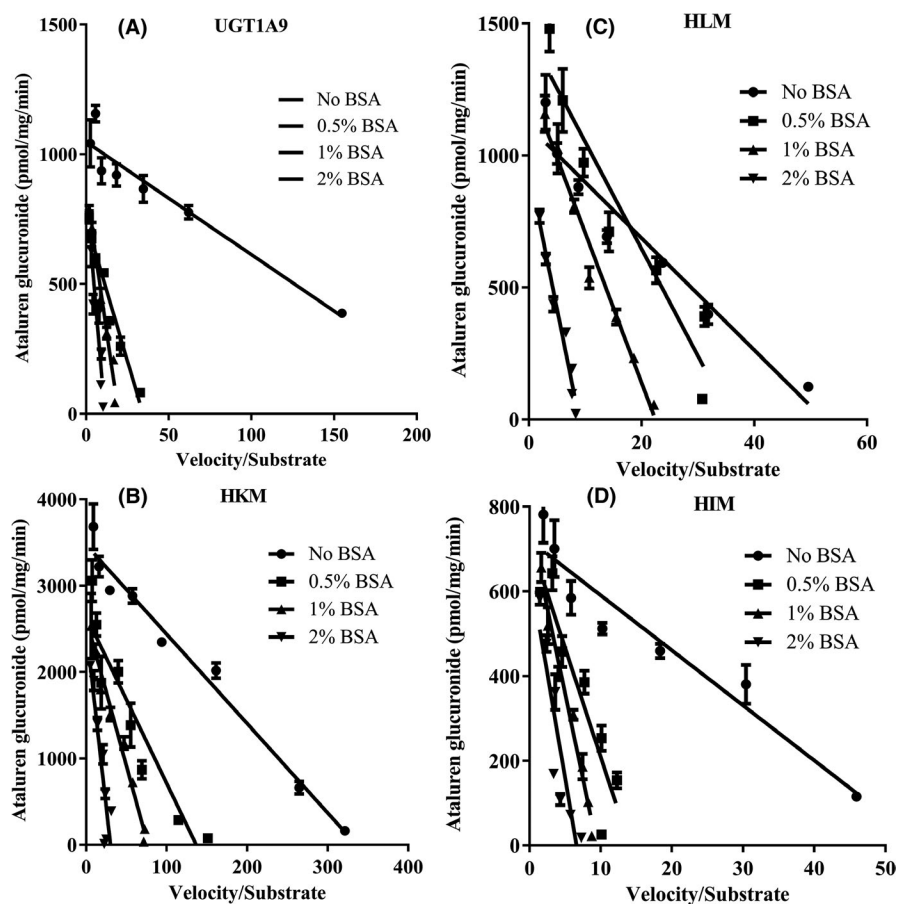 (A) UGT1A9
Ataluren glucuronide (pmol/mg/min)
1500
1000
500
0
No BSA
0.5% BSA
1% BSA
2% BSA
0 50 100 150 200
Velocity/Substrate
(C) HLM
Ataluren glucuronide (pmol/mg/min)
1500
1000
500
0
No BSA
0.5% BSA
1% BSA
2% BSA
0 20 40 60
Velocity/Substrate
(B) HKM
Ataluren glucuronide (pmol/mg/min)
4000
3000
2000
1000
0
No BSA
0.5% BSA
1% BSA
2% BSA
0 100 200 300 400
Velocity/Substrate
(D) HIM
Ataluren glucuronide (pmol/mg/min)
800
600
400
200
0
No BSA
0.5% BSA
1% BSA
2% BSA
0 10 20 30 40 50
Velocity/Substrate